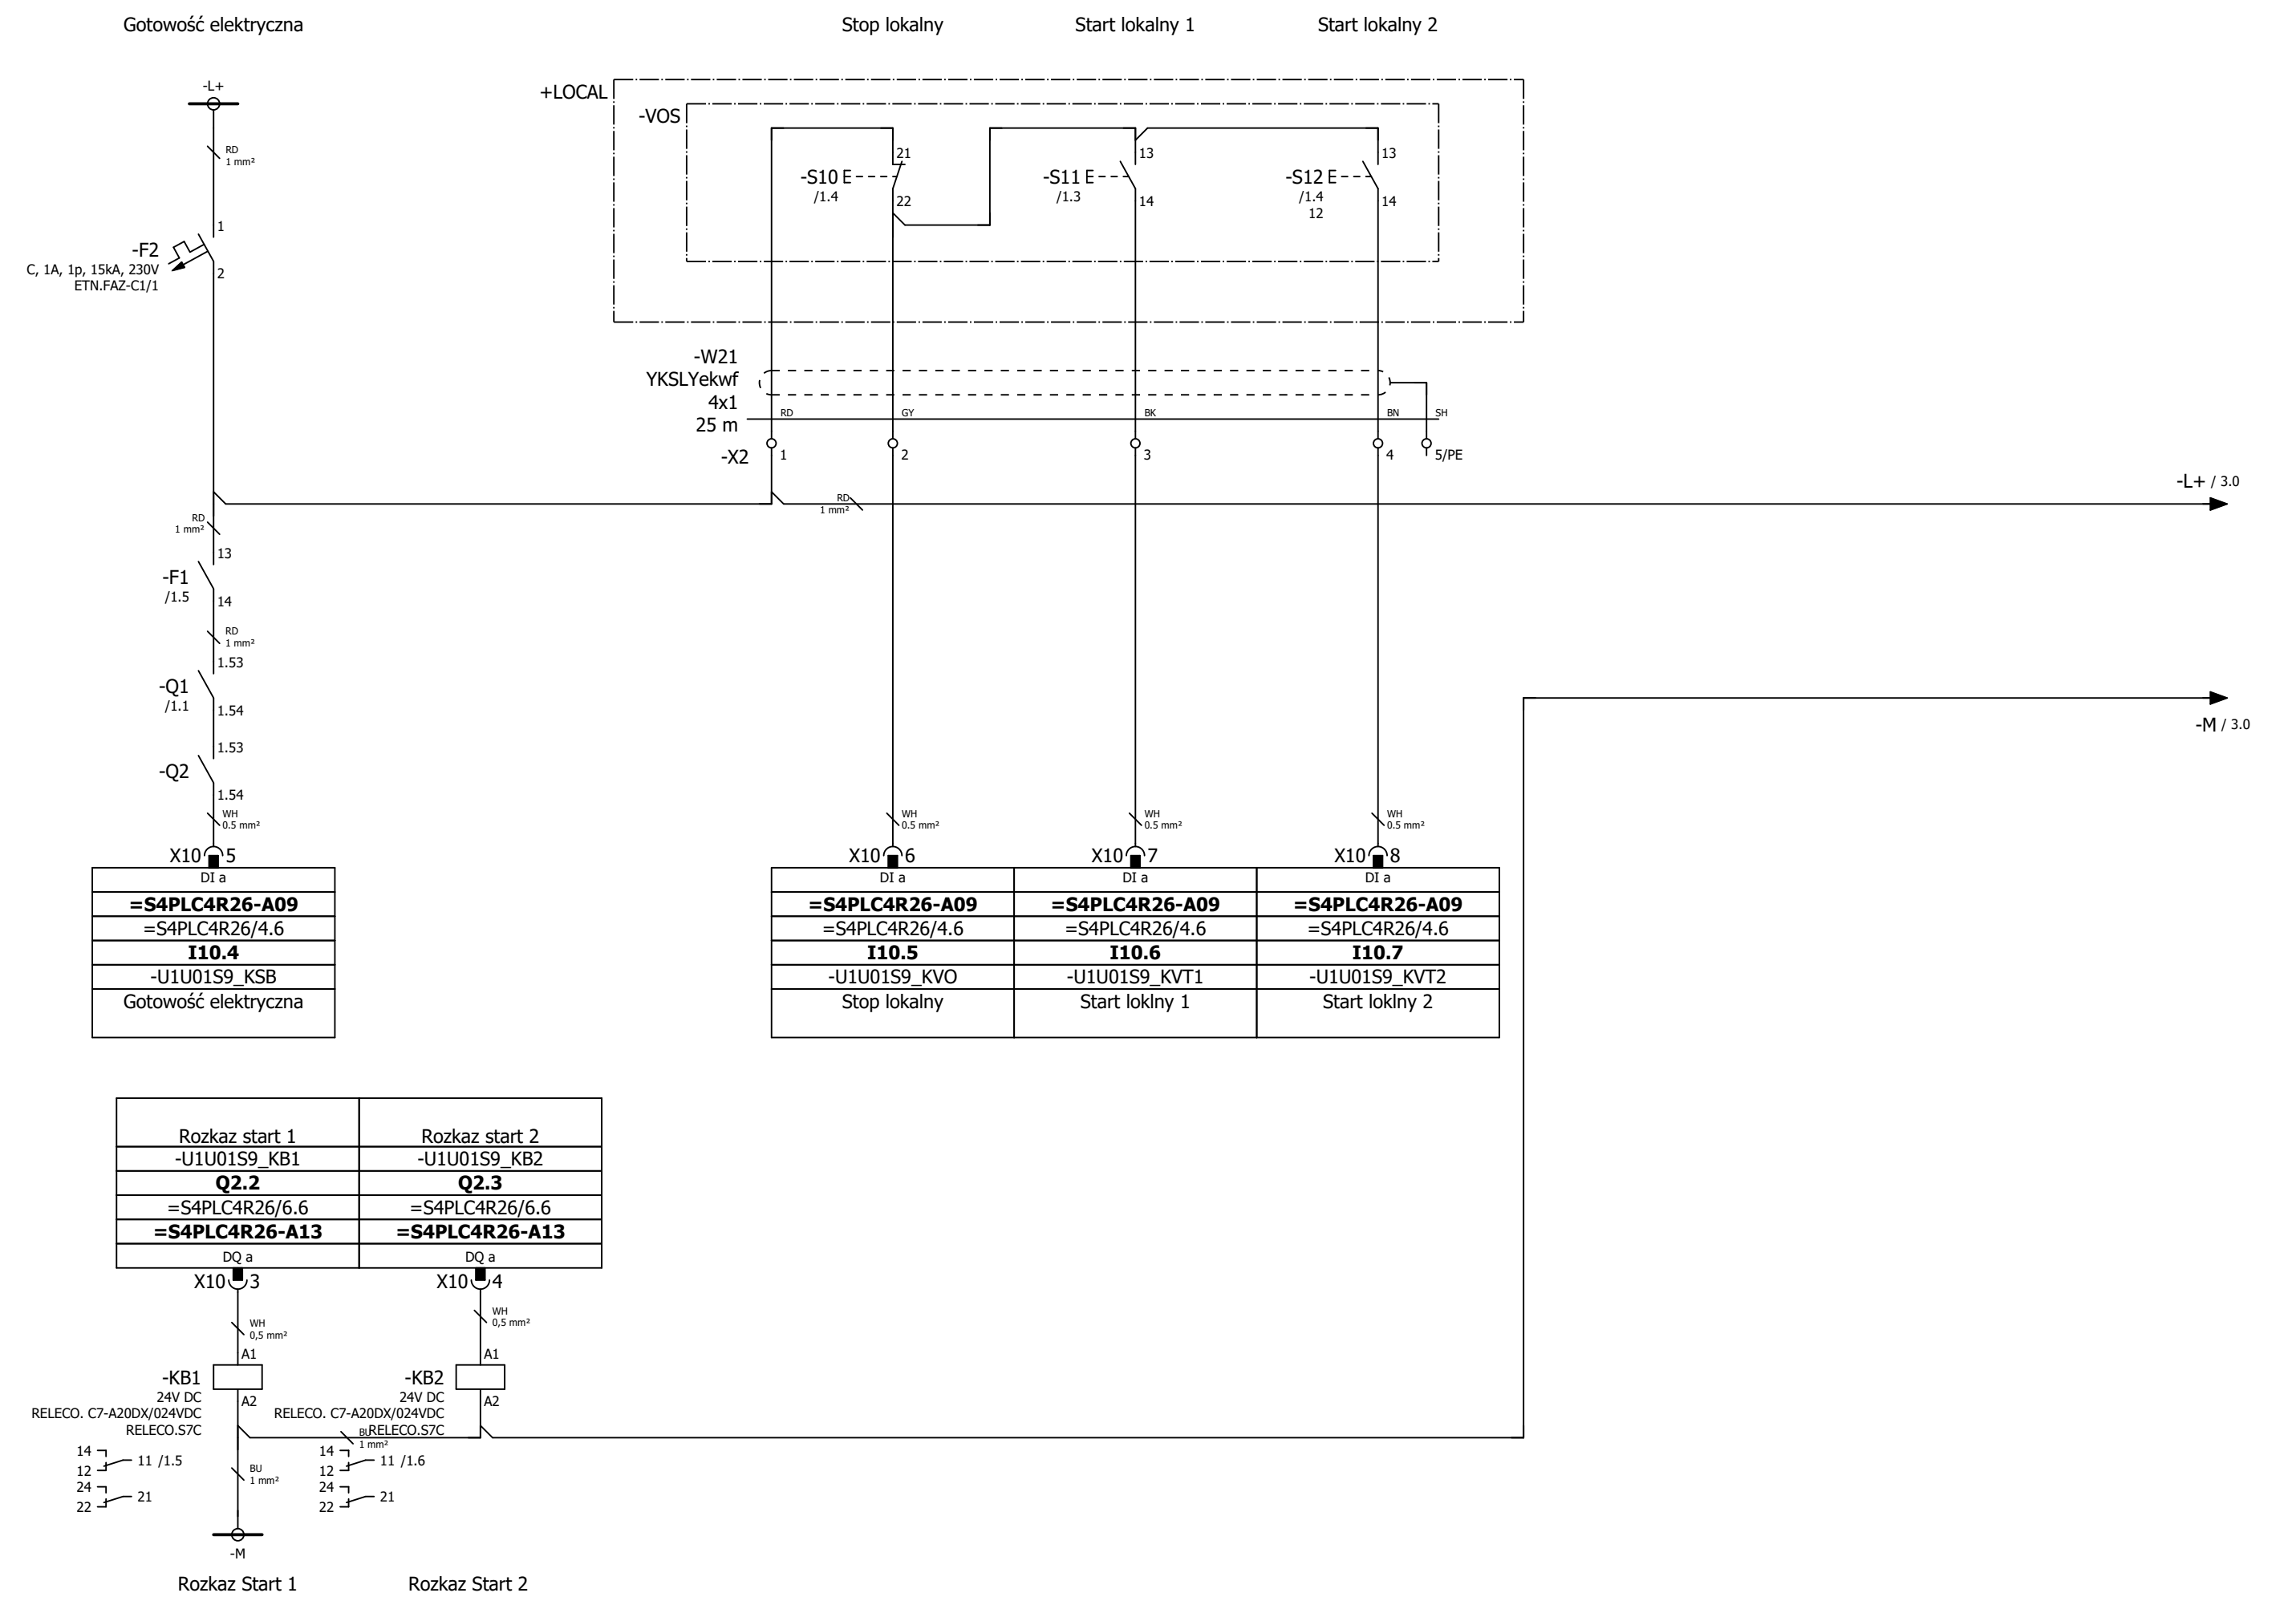 Gotowość elektryczna
Stop lokalny
Start lokalny 1
Start lokalny 2
-L+
RD
1 mm²
1
-F2
C, 1A, 1p, 15kA, 230V
ETN.FAZ-C1/1
2
+LOCAL
-VOS
21
-S10 E
/1.4
22
13
-S11 E
/1.3
14
13
-S12 E
/1.4
12
14
-W21
YKSLYekwf
4x1
25 m
RD
GY
BK
BN
SH
-X2
1
2
3
4
5/PE
-L+ / 3.0
RD
1 mm²
RD
1 mm²
13
-F1
/1.5
14
RD
1 mm²
1.53
-Q1
/1.1
1.54
1.53
-Q2
1.54
WH
0.5 mm²
-M / 3.0
WH
0.5 mm²
WH
0.5 mm²
WH
0.5 mm²
X10 5
DI a
=S4PLC4R26-A09
=S4PLC4R26/4.6
I10.4
-U1U01S9_KSB
Gotowość elektryczna
X10 6
DI a
=S4PLC4R26-A09
=S4PLC4R26/4.6
I10.5
-U1U01S9_KVO
Stop lokalny
X10 7
DI a
=S4PLC4R26-A09
=S4PLC4R26/4.6
I10.6
-U1U01S9_KVT1
Start loklny 1
X10 8
DI a
=S4PLC4R26-A09
=S4PLC4R26/4.6
I10.7
-U1U01S9_KVT2
Start loklny 2
Rozkaz start 1
-U1U01S9_KB1
Q2.2
=S4PLC4R26/6.6
=S4PLC4R26-A13
DQ a
X10 3
Rozkaz start 2
-U1U01S9_KB2
Q2.3
=S4PLC4R26/6.6
=S4PLC4R26-A13
DQ a
X10 4
WH
0,5 mm²
A1
-KB1
24V DC
RELECO. C7-A20DX/024VDC
RELECO.S7C
A2
14
12
11 /1.5
24
22
21
BU
1 mm²
-M
WH
0,5 mm²
A1
-KB2
24V DC
RELECO. C7-A20DX/024VDC
RELECO.S7C
A2
BU
1 mm²
14
12
11 /1.6
24
22
21
Rozkaz Start 1
Rozkaz Start 2